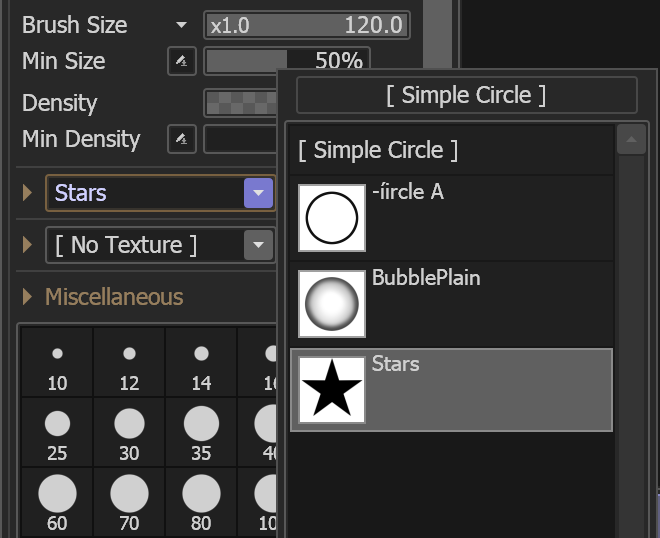 Brush Size x1.0 120.0
Min Size 50%
[ Simple Circle ]
Density
Min Density
[ Simple Circle ]
Stars
-íircle A
[ No Texture ]
BubblePlain
Miscellaneous
Stars
10 12 14
25 30 35
60 70 80